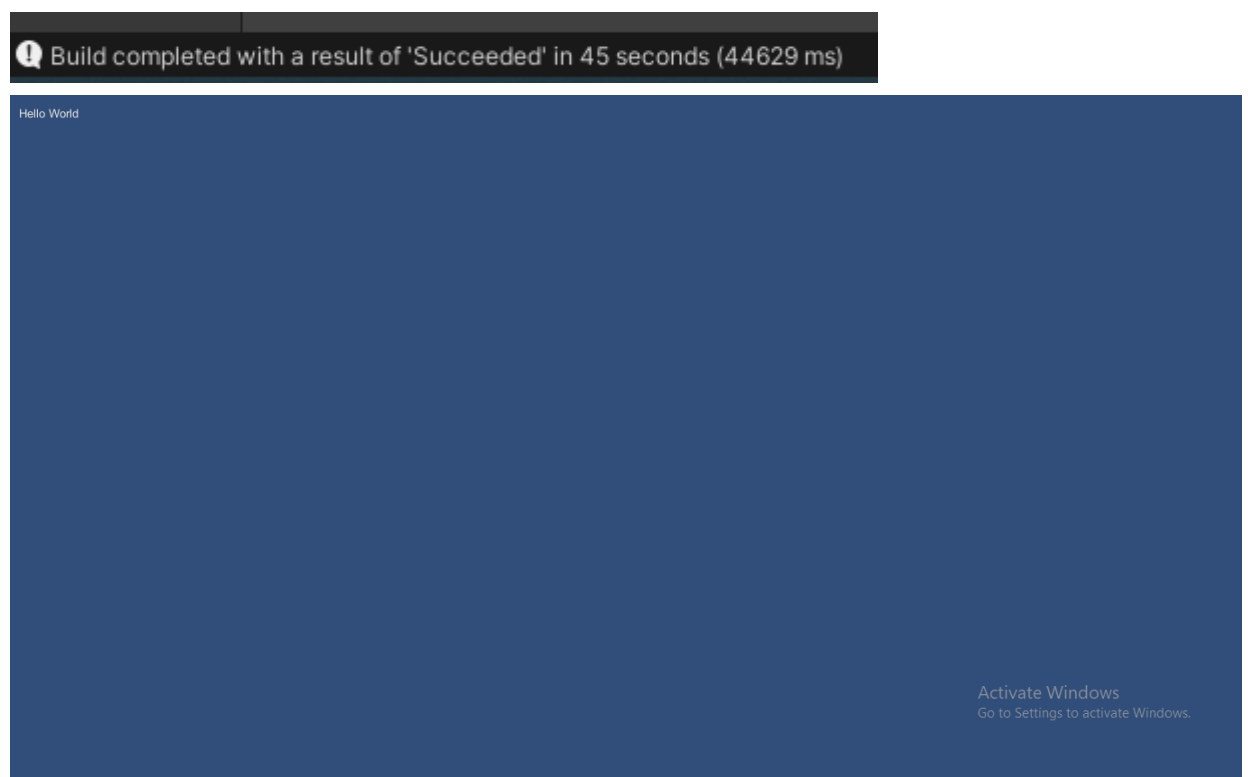 Build completed with a result of 'Succeeded' in 45 seconds (44629 ms)
Hello World
Activate Windows
Go to Settings to activate Windows.